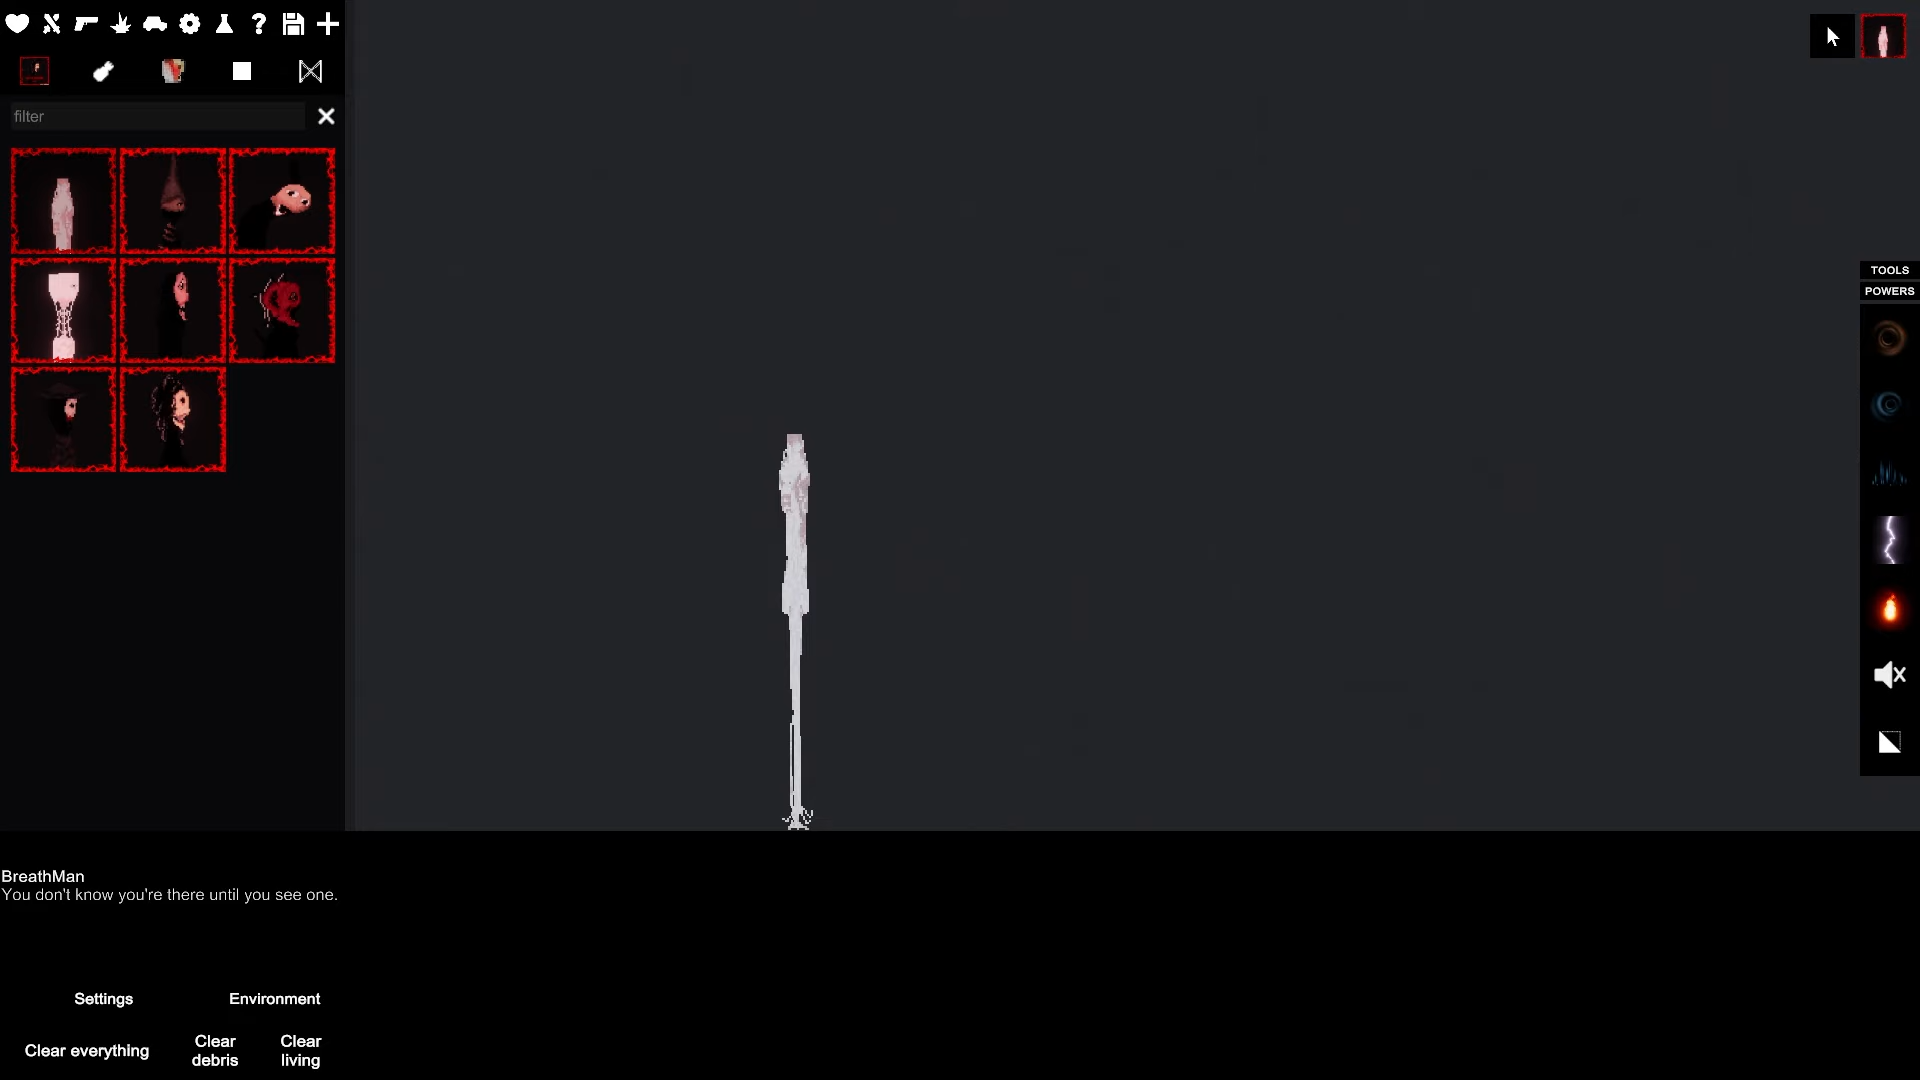 filter
TOOLS
POWERS
BreathMan
You don't know you're there until you see one.
Settings
Environment
Clear everything
Clear
debris
Clear
living